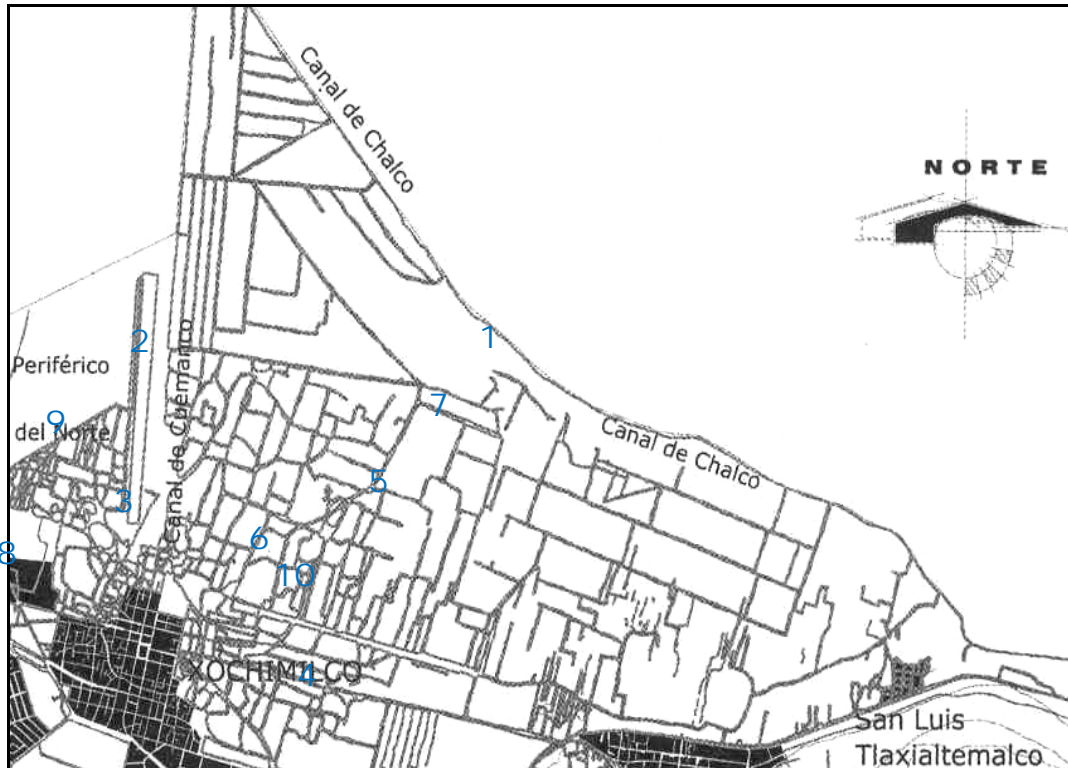 Canal de Chalco
NORTE
1
2
Canal de Cuemanco
Periférico
del Norte
9
7
Canal de Chalco
5
3
6
8
10
XOCHIMILCO
4
San Luis
Tlaxialtemalco